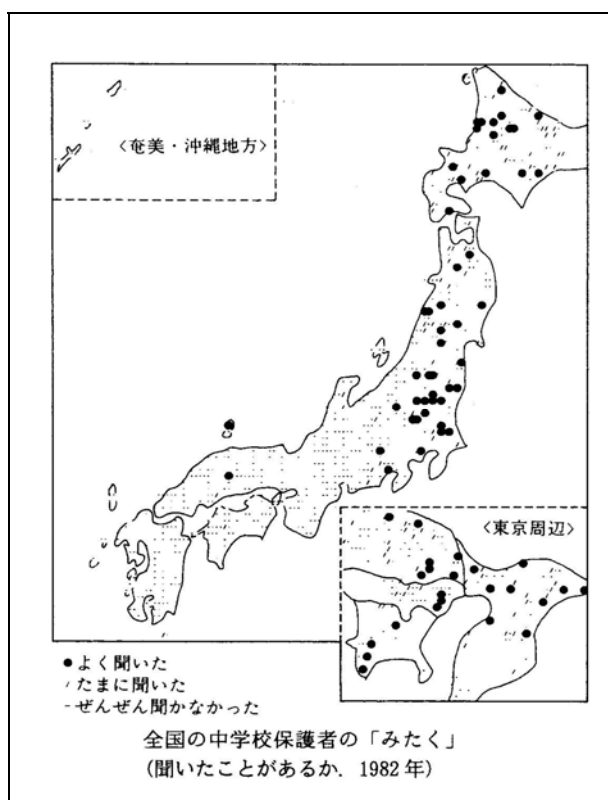 <奄美・沖縄地方>
<東京周辺>
●よく聞いた
/たまに聞いた
-ぜんぜん聞かなかった
全国の中学校保護者の「みたく」
(聞いたことがあるか. 1982年)